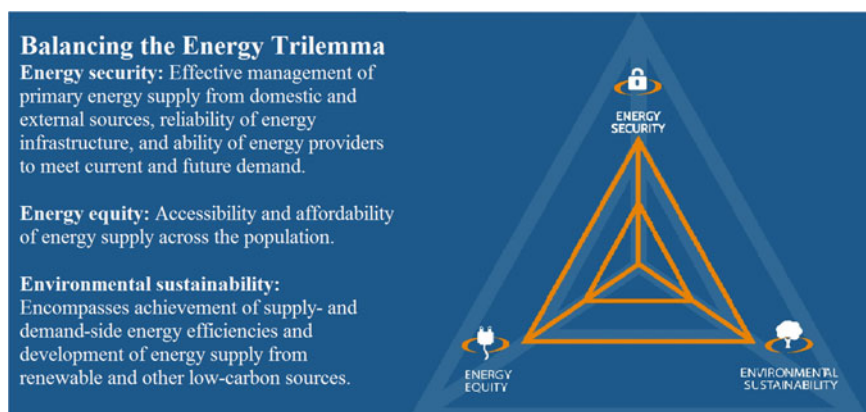 Balancing the Energy Trilemma
Energy security: Effective management of
primary energy supply from domestic and
external sources, reliability of energy
infrastructure, and ability of energy providers
to meet current and future demand.
Energy equity: Accessibility and affordability
of energy supply across the population.
Environmental sustainability:
Encompasses achievement of supply- and
demand-side energy efficiencies and
development of energy supply from
renewable and other low-carbon sources.
ENERGY
SECURITY
ENERGY
EQUITY
ENVIRONMENTAL
SUSTAINABILITY